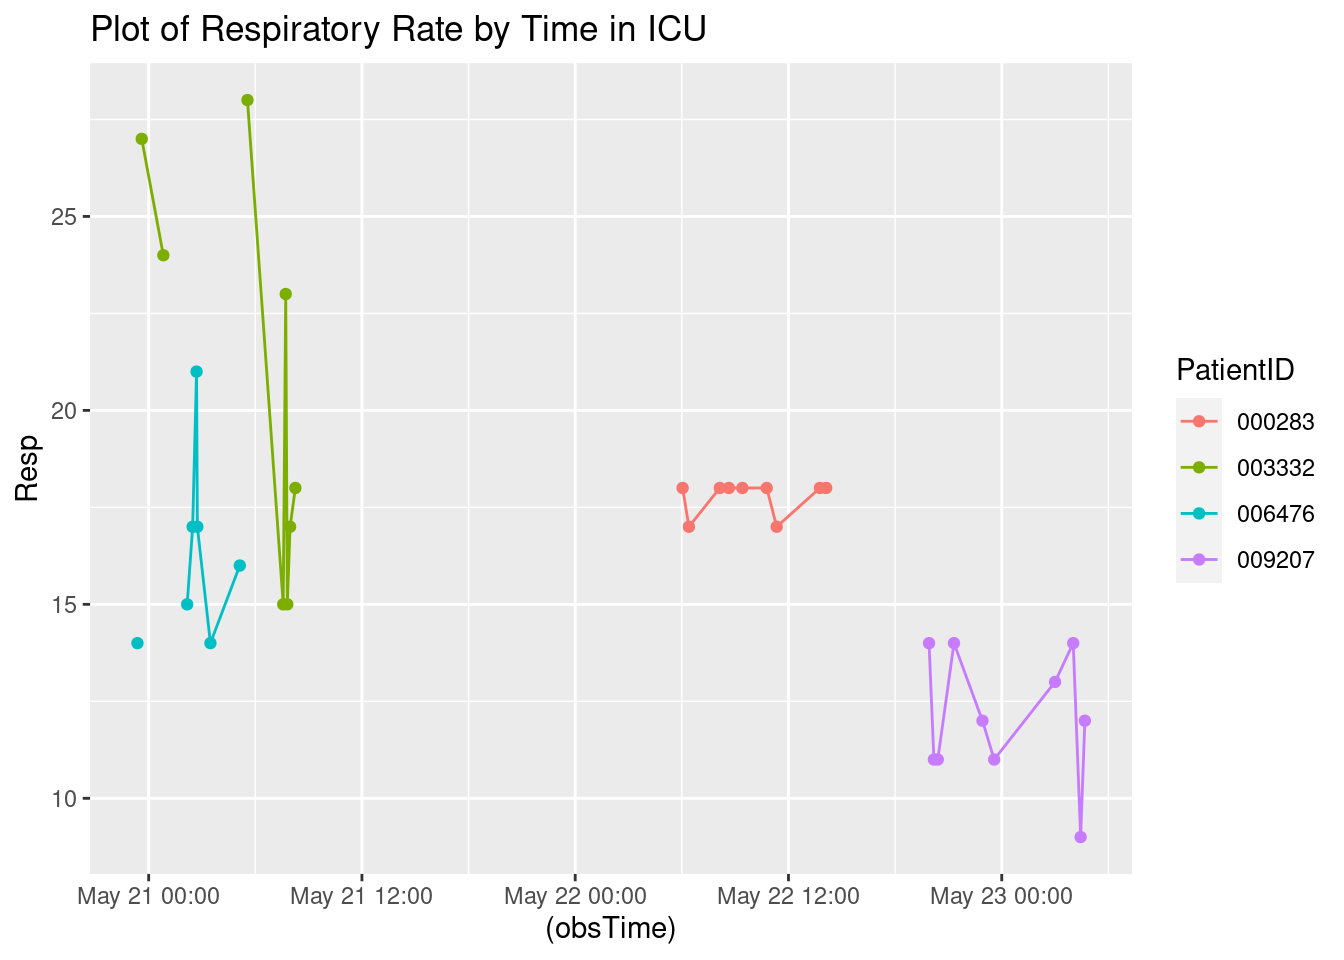 Plot of Respiratory Rate by Time in ICU
25
20
15
10
Resp
May 21 00:00
May 21 12:00
May 22 00:00
May 22 12:00
May 23 00:00
(obsTime)
PatientID
000283
003332
006476
009207